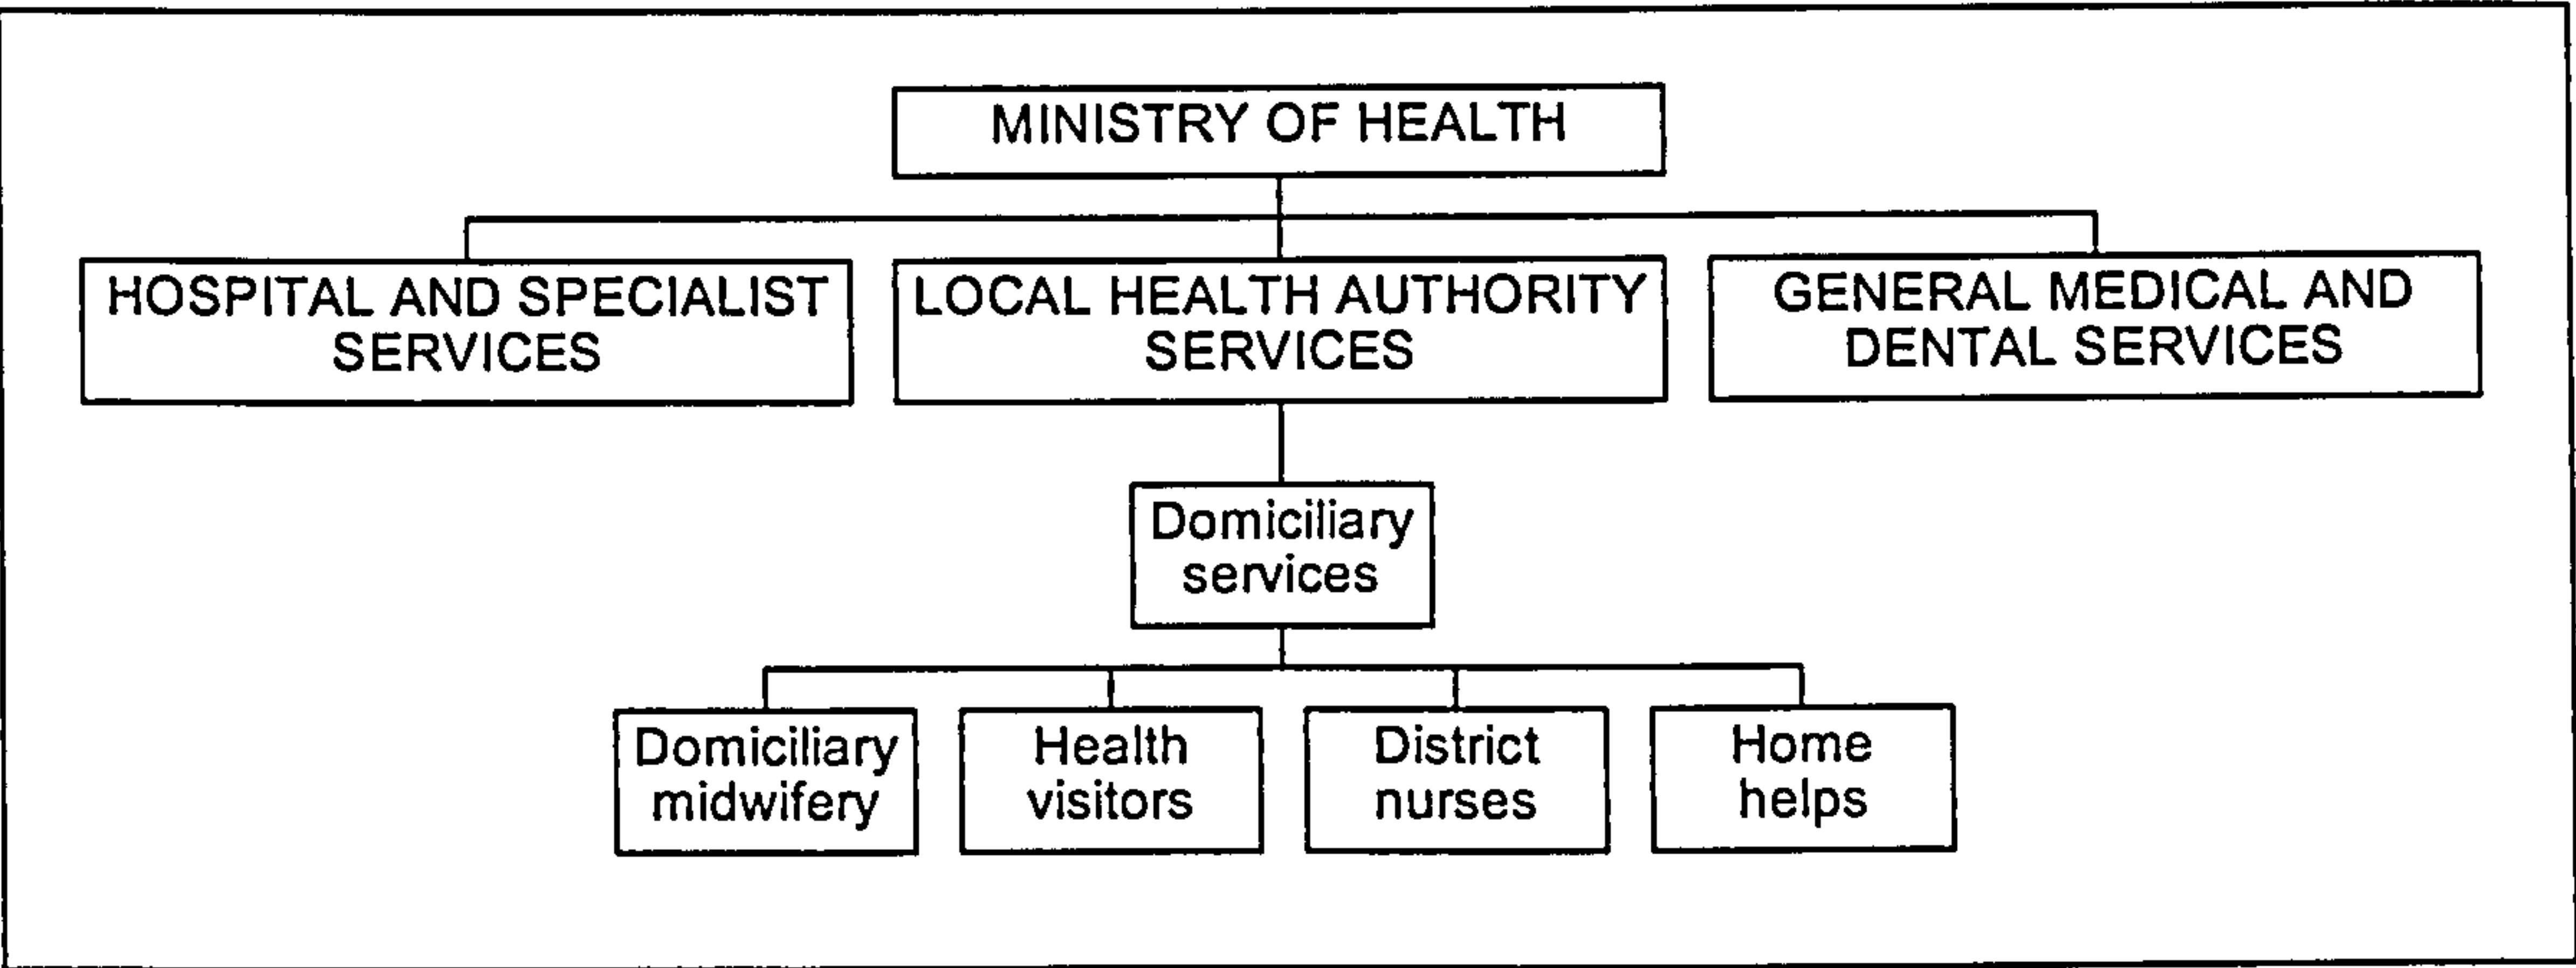 MINISTRY OF HEALTH
HOSPITAL AND SPECIALIST
SERVICES
LOCAL HEALTH AUTHORITY
SERVICES
GENERAL MEDICAL AND
DENTAL SERVICES
Domiciliary
services
Domiciliary
midwifery
Health
visitors
District
nurses
Home
helps